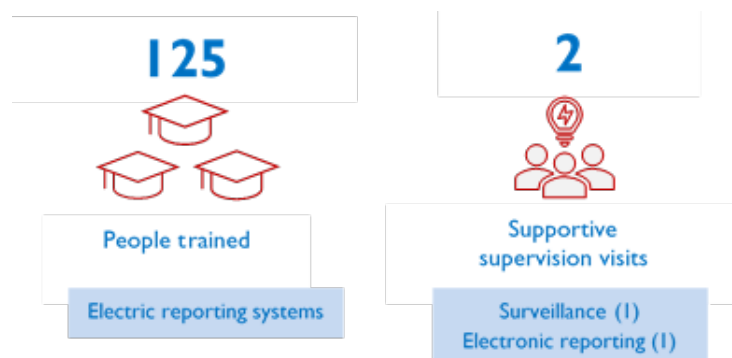 125
People trained
Electric reporting systems
2
Supportive
supervision visits
Surveillance (1)
Electronic reporting (1)